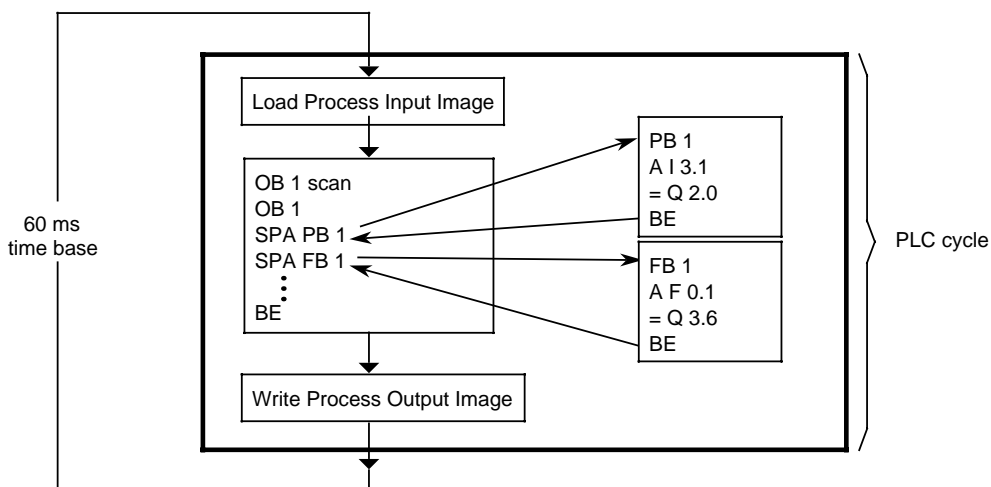 60 ms
time base
Load Process Input Image
OB 1 scan
OB 1
SPA PB 1
SPA FB 1
BE
Write Process Output Image
PB 1
A I 3.1
= Q 2.0
BE
FB 1
A F 0.1
= Q 3.6
BE
PLC cycle